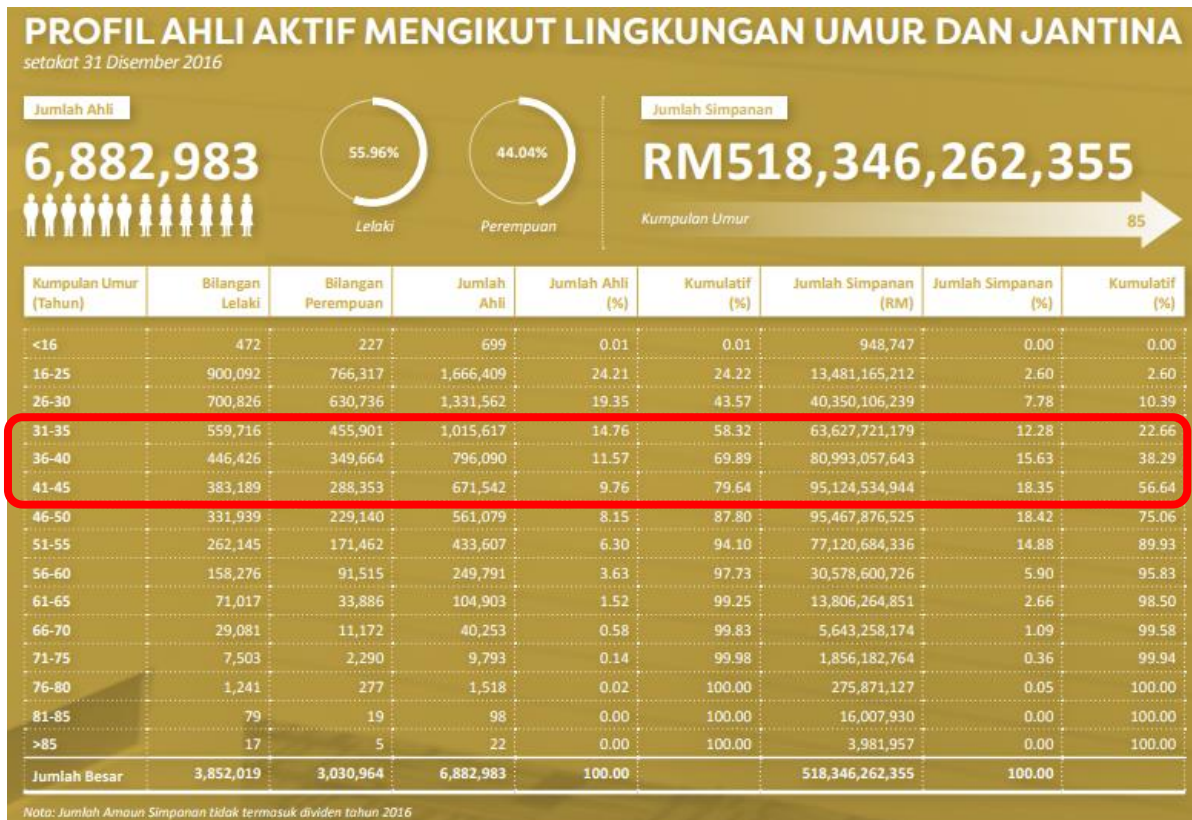 PROFIL AHLI AKTIF MENGIKUT LINGKUNGAN UMUR DAN JANTINA
setakat 31 Disember 2016
Jumlah Ahli
6,882,983
55.96%
Lelaki
44.04%
Perempuan
Jumlah Simpanan
RM518,346,262,355
Kumpulan Umur 85
Kumpulan Umur (Tahun) Bilangan Lelaki Bilangan Perempuan Jumlah Ahli Jumlah Ahli (%) Kumulatif (%) Jumlah Simpanan (RM) Jumlah Simpanan (%) Kumulatif (%)
<16 472 227 699 0.01 0.01 948,747 0.00 0.00
16-25 900,092 766,317 1,666,409 24.21 24.22 13,481,165,212 2.60 2.60
26-30 700,826 630,736 1,331,562 19.35 43.57 40,350,106,239 7.78 10.39
31-35 559,716 455,901 1,015,617 14.76 58.32 63,627,721,179 12.28 22.66
36-40 446,426 349,664 796,090 11.57 69.89 80,993,057,643 15.63 38.29
41-45 383,189 288,353 671,542 9.76 79.64 95,124,534,944 18.35 56.64
46-50 331,939 229,140 561,079 8.15 87.80 95,467,876,525 18.42 75.06
51-55 262,145 171,462 433,607 6.30 94.10 77,120,684,336 14.88 89.93
56-60 158,276 91,515 249,791 3.63 97.73 30,578,600,726 5.90 95.83
61-65 71,017 33,886 104,903 1.52 99.25 13,806,264,851 2.66 98.50
66-70 29,081 11,172 40,253 0.58 99.83 5,643,258,174 1.09 99.58
71-75 7,503 2,290 9,793 0.14 99.98 1,856,182,764 0.36 99.94
76-80 1,241 277 1,518 0.02 100.00 275,871,127 0.05 100.00
81-85 79 19 98 0.00 100.00 16,007,930 0.00 100.00
>85 17 5 22 0.00 100.00 3,981,957 0.00 100.00
Jumlah Besar 3,852,019 3,030,964 6,882,983 100.00 518,346,262,355 100.00
Nota: Jumlah Amaun Simpanan tidak termasuk dividen tahun 2016